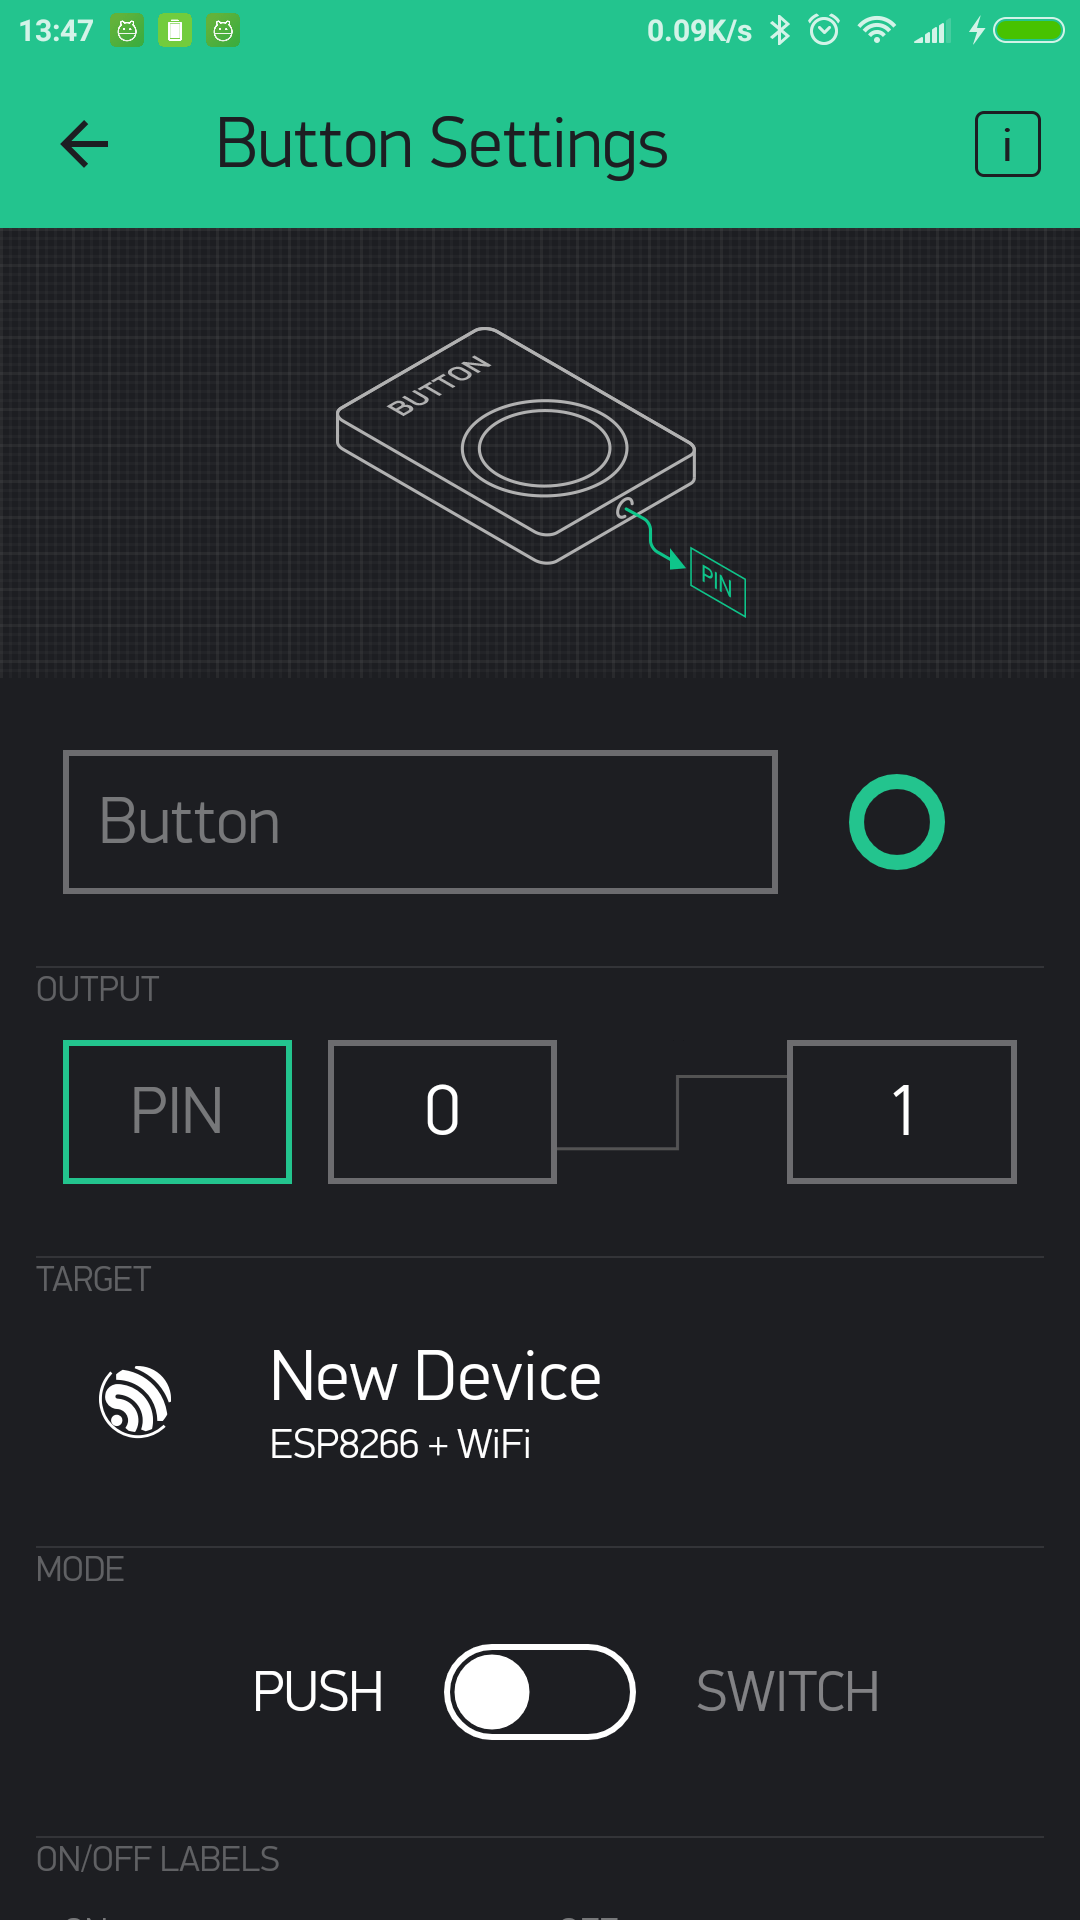 13:47 0.09K/s
Button Settings i
BUTTON
PIN
Button
OUTPUT
PIN 0 1
TARGET
New Device
ESP8266 + WiFi
MODE
PUSH SWITCH
ON/OFF LABELS